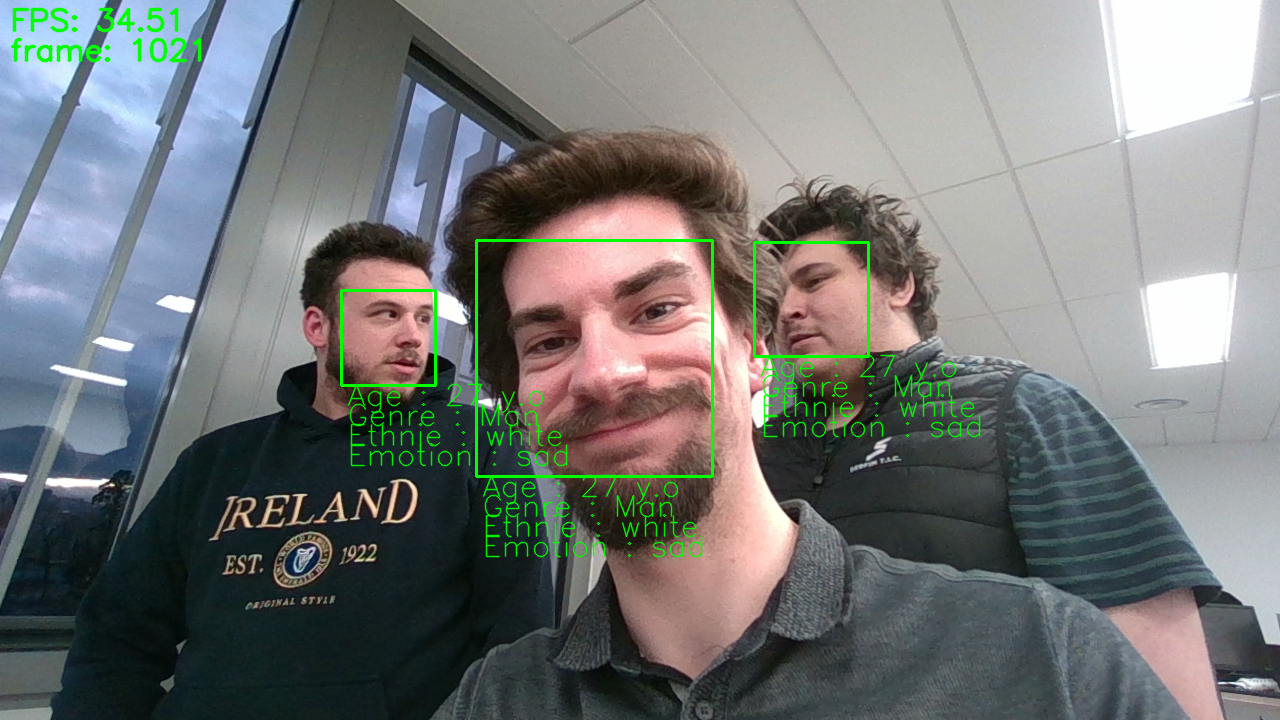 FPS: 34.51
frame: 1021
Age : 27 y.o
Genre : Man
Ethnie : white
Emotion : sad
Age : 27 y.o
Genre : Man
Ethnie : white
Emotion : sad
Age : 27 y.o
Genre : Man
Ethnie : white
Emotion : sad
IRELAND
EST. 1922
ORIGINAL STYLE